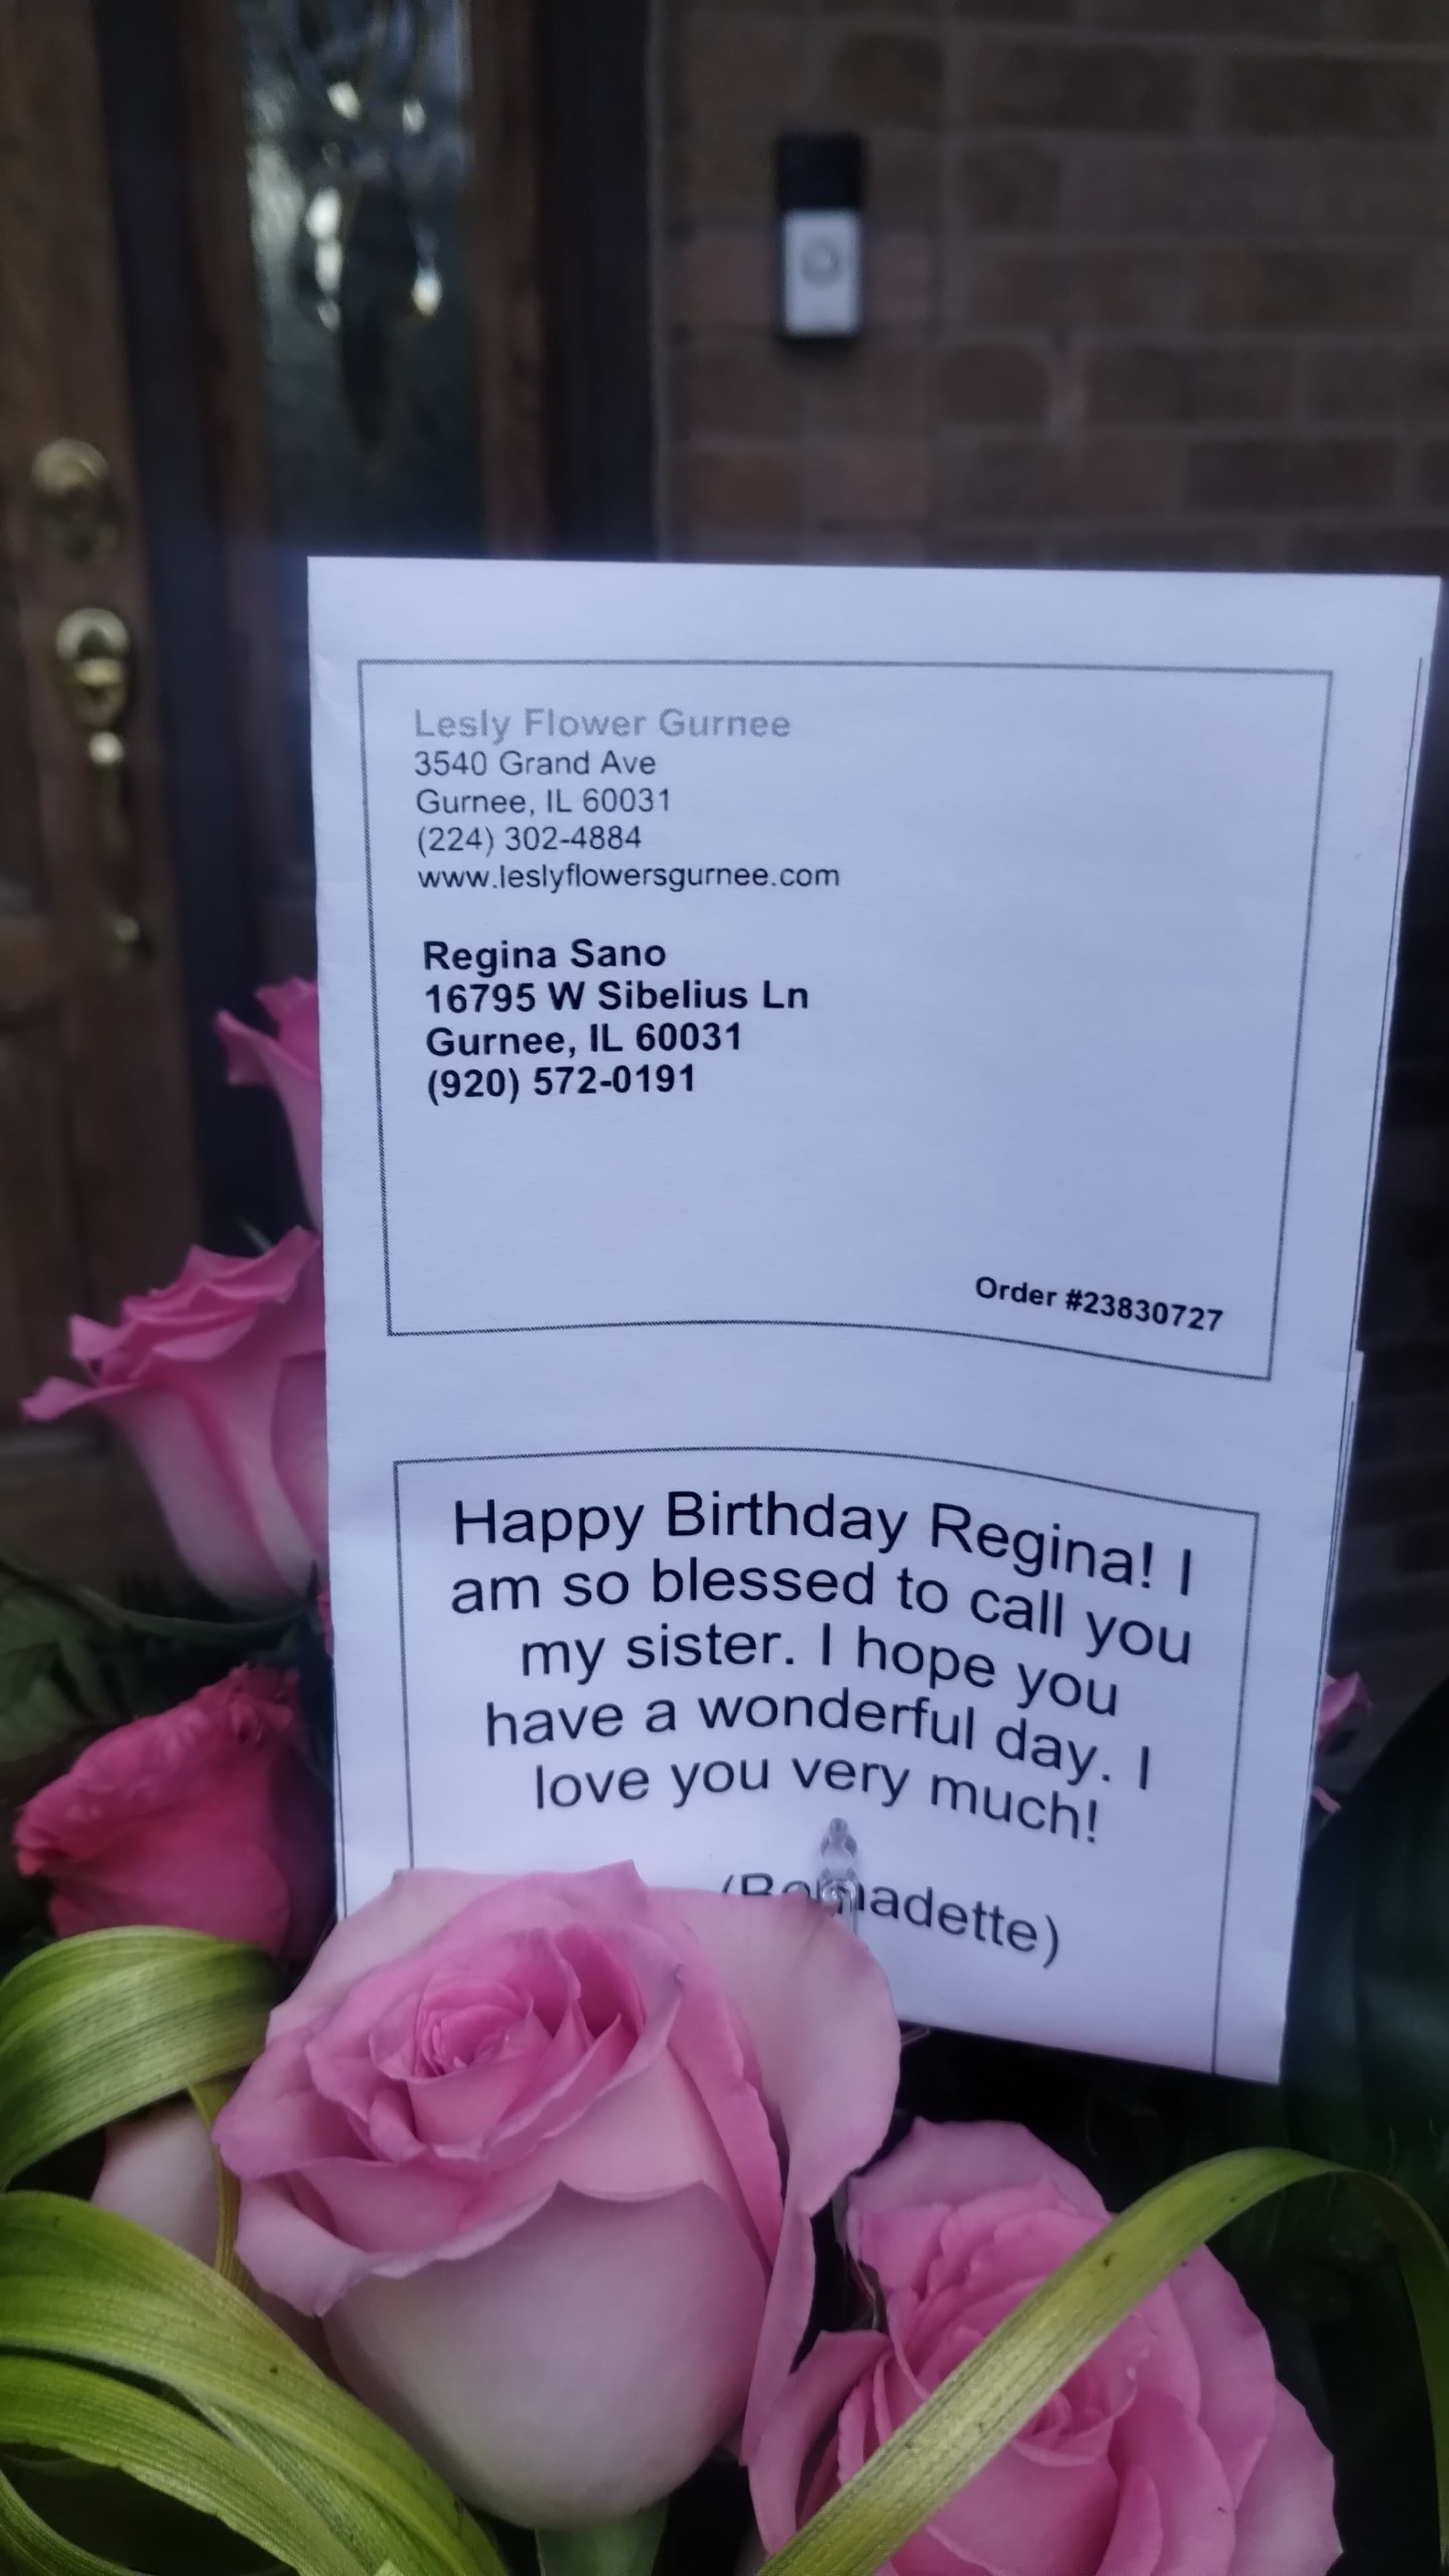 Lesly Flower Gurnee
3540 Grand Ave
Gurnee, IL 60031
(224) 302-4884
www.leslyflowersgurnee.com
Regina Sano
16795 W Sibelius Ln
Gurnee, IL 60031
(920) 572-0191
Order #23830727
Happy Birthday Regina! I
am so blessed to call you
my sister. I hope you
have a wonderful day. I
love you very much!
(Bernadette)